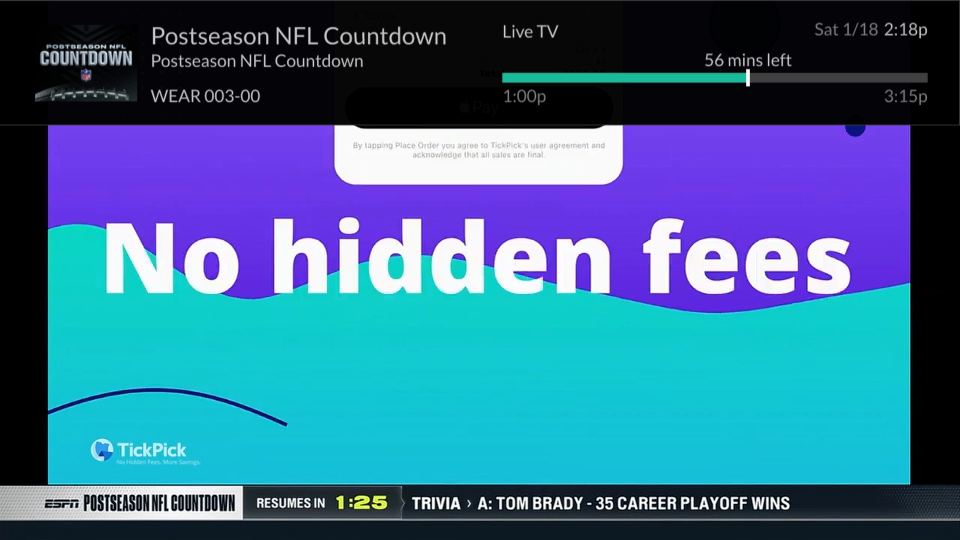 POSTSEASON NFL
COUNTDOWN
Postseason NFL Countdown
Postseason NFL Countdown
WEAR 003-00
Live TV
Sat 1/18 2:18p
56 mins left
1:00p
3:15p
Pay
By tapping Place Order you agree to TickPick's user agreement and
acknowledge that all sales are final.
No hidden fees
TickPick
No Hidden Fees. More Savings.
ESPN POSTSEASON NFL COUNTDOWN
RESUMES IN 1:25
TRIVIA › A: TOM BRADY - 35 CAREER PLAYOFF WINS